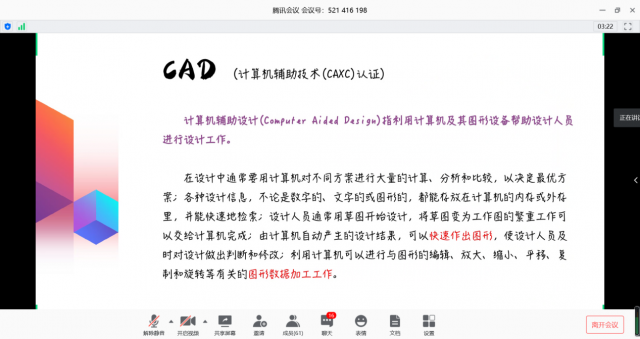 腾讯会议 会议号：521 416 198
03:22
CAD (计算机辅助技术(CAXC)认证)
正在讲话
计算机辅助设计(Computer Aided Design)指利用计算机及其图形设备帮助设计人员
进行设计工作。
在设计中通常要用计算机对不同方案进行大量的计算、分析和比较，以决定最优方
案；各种设计信息，不论是数字的、文字的或图形的，都能存放在计算机的内存或外存
里，并能快速地检索；设计人员通常用草图开始设计，将草图变为工作图的繁重工作可
以交给计算机完成；由计算机自动产生的设计结果，可以快速作出图形，使设计人员及
时对设计做出判断和修改；利用计算机可以进行与图形的编辑、放大、缩小、平移、复
制和旋转等有关的图形数据加工工作。
解除静音
开启视频
共享屏幕
邀请
成员(61)
聊天
表情
文档
设置
离开会议